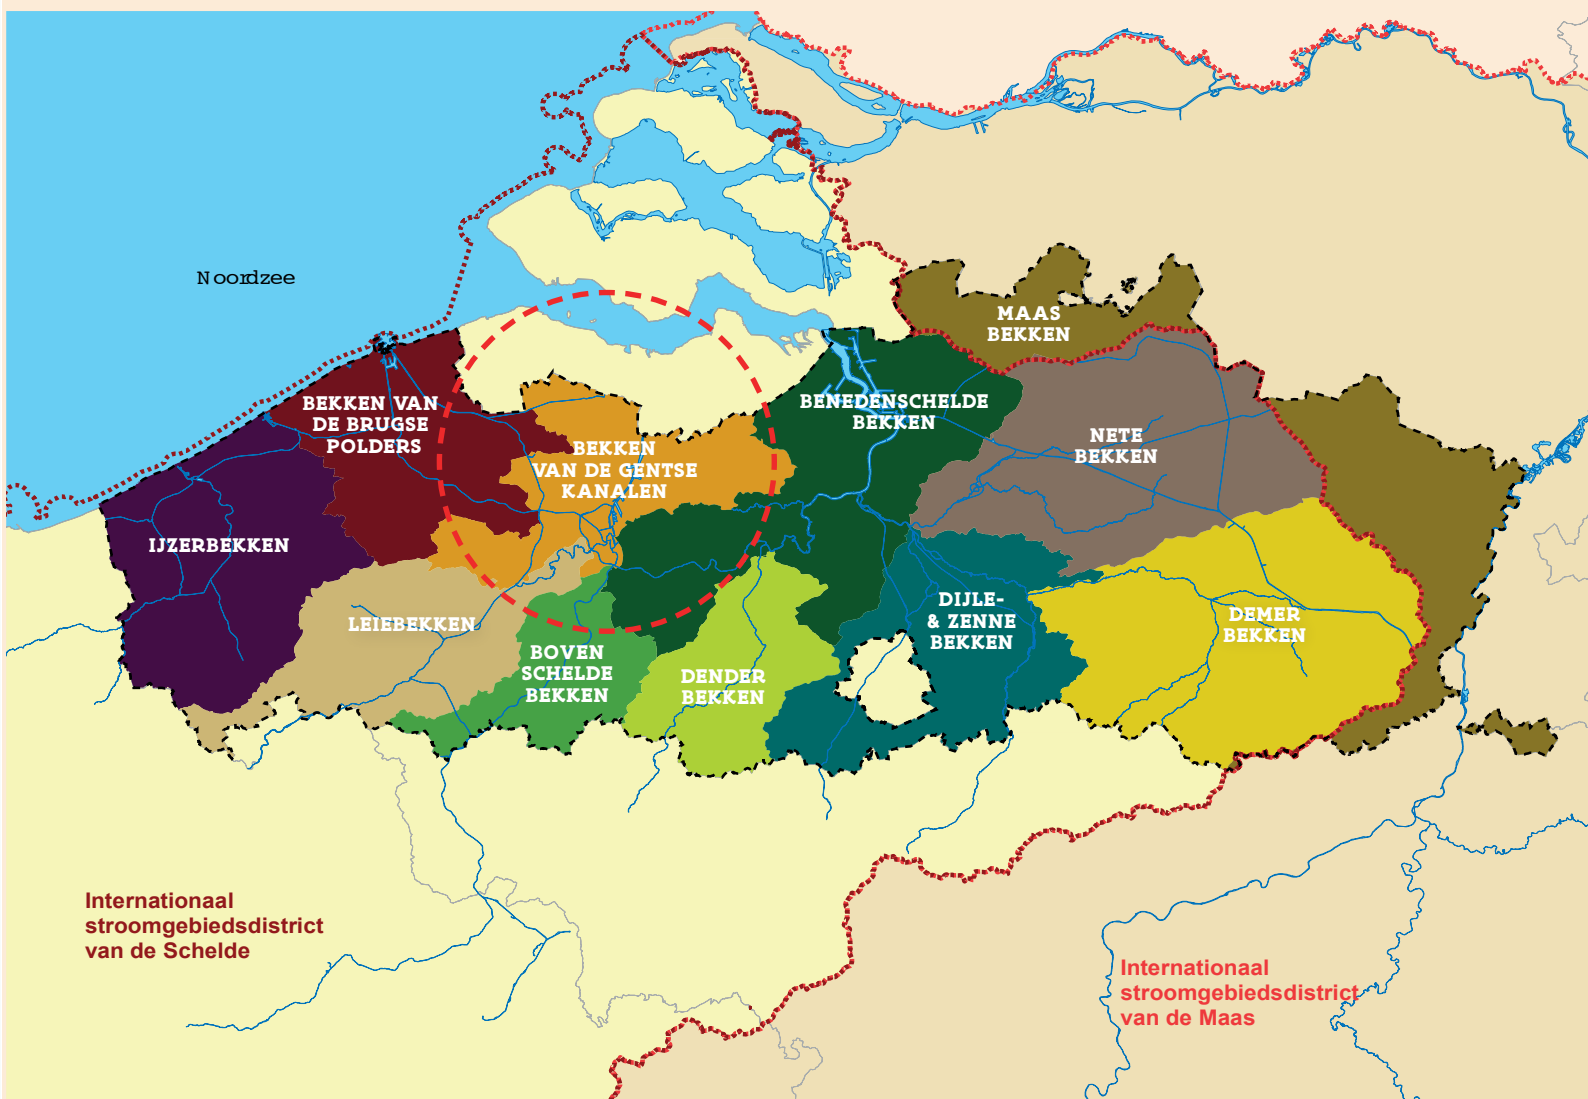 Noordzee
MAAS
BEKKEN
BEKKEN VAN
DE BRUGSE
POLDERS
BENEDENSCHELDE
BEKKEN
NETE
BEKKEN
BEKKEN
VAN DE GENTSE
KANALEN
IJZERBEKKEN
LEIEBEKKEN
BOVEN
SCHELDE
BEKKEN
DENDER
BEKKEN
DIJLE-
& ZENNE
BEKKEN
DEMER
BEKKEN
Internationaal
stroomgebiedsdistrict
van de Schelde
Internationaal
stroomgebiedsdistrict
van de Maas